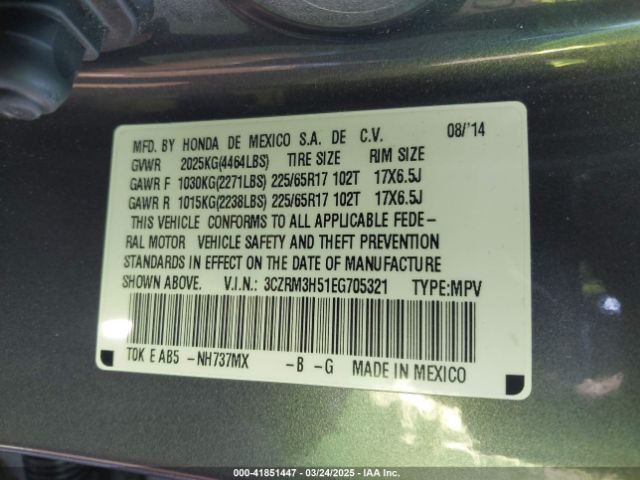 MFD. BY HONDA DE MEXICO S.A. DE C.V. 08/'14
GVWR 2025KG(4464LBS) TIRE SIZE RIM SIZE
GAWR F 1030KG(2271LBS) 225/65R17 102T 17X6.5J
GAWR R 1015KG(2238LBS) 225/65R17 102T 17X6.5J
THIS VEHICLE CONFORMS TO ALL APPLICABLE FEDE-
RAL MOTOR VEHICLE SAFETY AND THEFT PREVENTION
STANDARDS IN EFFECT ON THE DATE OF MANUFACTURE
SHOWN ABOVE. V.I.N.: 3CZRM3H51EG705321 TYPE:MPV
T0K E AB5 -NH737MX -B -G MADE IN MEXICO
000-41851447 - 03/24/2025 - IAA Inc.